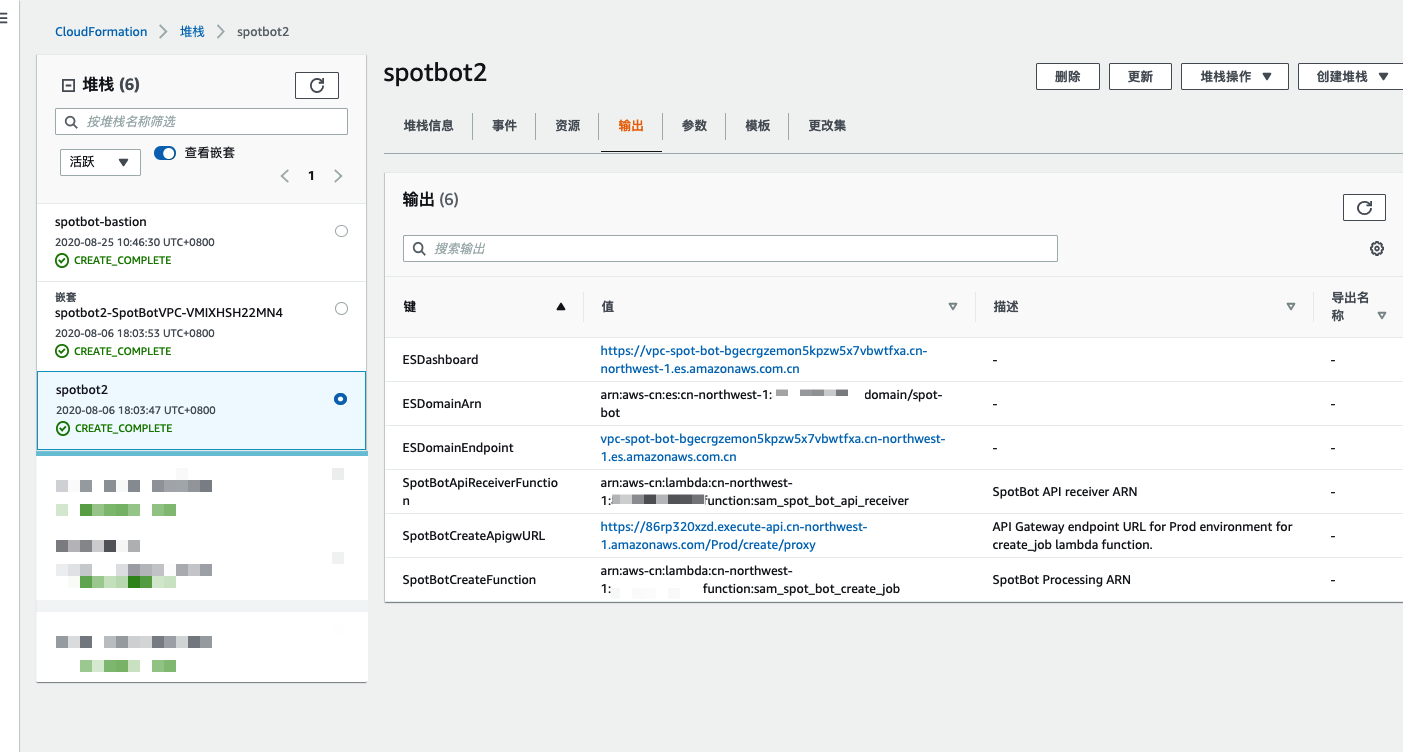 CloudFormation > 堆栈 > spotbot2
堆栈 (6)
按堆栈名称筛选
活跃
查看嵌套
1
spotbot-bastion
2020-08-25 10:46:30 UTC+0800
CREATE_COMPLETE
嵌套
spotbot2-SpotBotVPC-VMIXHSH22MN4
2020-08-06 18:03:53 UTC+0800
CREATE_COMPLETE
spotbot2
2020-08-06 18:03:47 UTC+0800
CREATE_COMPLETE
spotbot2
删除 更新 堆栈操作 创建堆栈
堆栈信息 事件 资源 输出 参数 模板 更改集
输出 (6)
搜索输出
键 值 描述 导出名
称
ESDashboard
https://vpc-spot-bot-bgecrgzemon5kpzw5x7vbwtfxa.cn-
northwest-1.es.amazonaws.com.cn
- -
ESDomainArn
arn:aws-cn:es:cn-northwest-1: domain/spot-
bot
- -
ESDomainEndpoint
vpc-spot-bot-bgecrgzemon5kpzw5x7vbwtfxa.cn-northwest-
1.es.amazonaws.com.cn
- -
SpotBotApiReceiverFunctio
n
arn:aws-cn:lambda:cn-northwest-
1: function:sam_spot_bot_api_receiver
SpotBot API receiver ARN
-
SpotBotCreateApigwURL
https://86rp320xzd.execute-api.cn-northwest-
1.amazonaws.com/Prod/create/proxy
API Gateway endpoint URL for Prod environment for
create_job lambda function.
-
SpotBotCreateFunction
arn:aws-cn:lambda:cn-northwest-
1: function:sam_spot_bot_create_job
SpotBot Processing ARN
-